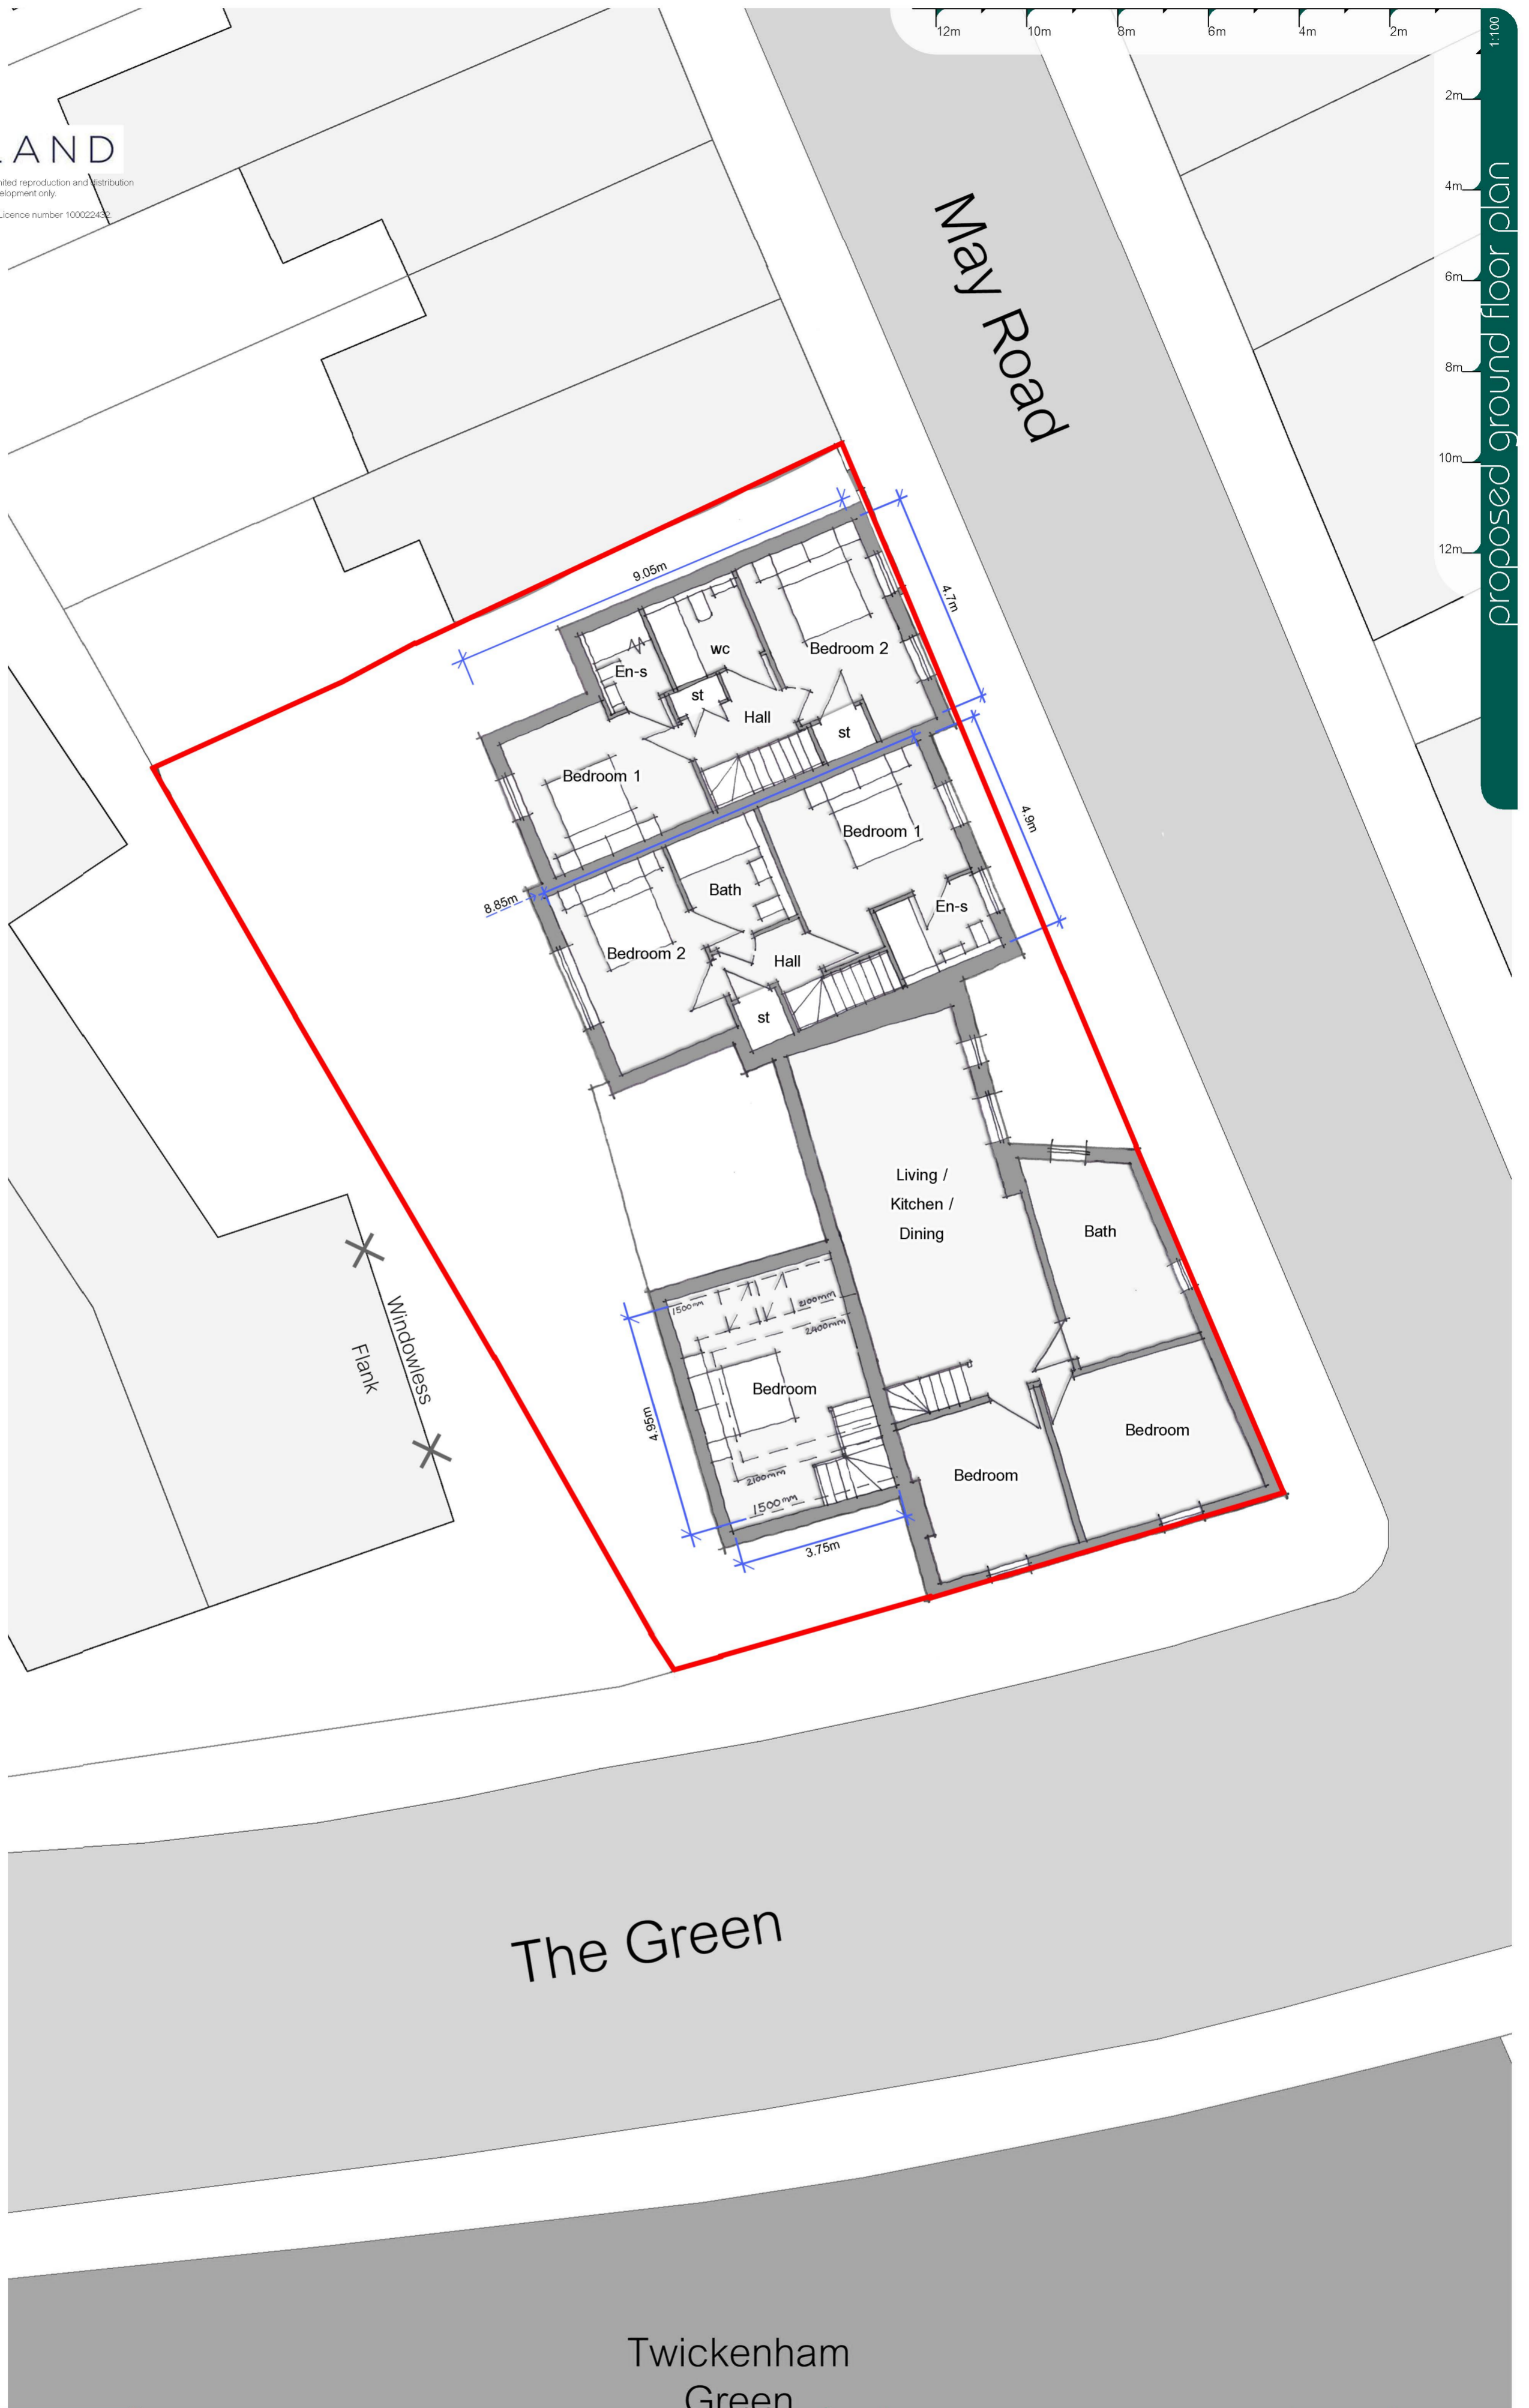 12m
10m
8m
6m
4m
2m
1:100
2m
4m
6m
8m
10m
12m
proposed ground floor plan
LAND
nited reproduction and distribution
elopment only.
Licence number 100022432
May Road
9.05m
4.7m
wc
Bedroom 2
En-s
st
Hall
st
Bedroom 1
Bedroom 1
4.9m
8.85m
Bath
En-s
Bedroom 2
Hall
st
Living /
Kitchen /
Dining
Bath
Windowless
Flank
1500mm
2100mm
2400mm
Bedroom
4.95m
Bedroom
Bedroom
2100mm
1500mm
3.75m
The Green
Twickenham
Green